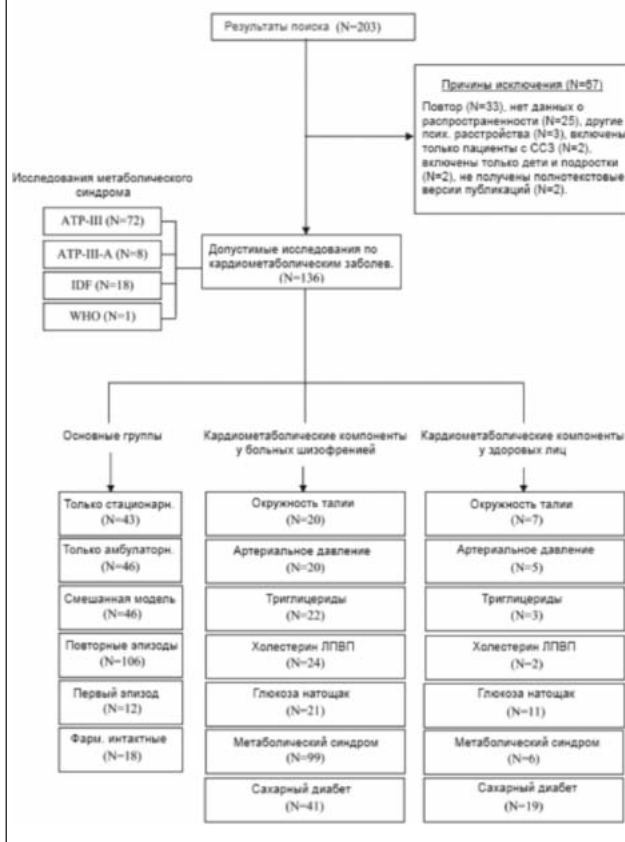 Результаты поиска (N=203)
Причины исключения (N=67)
Повтор (N=33), нет данных о
распространенности (N=25), другие
псих. расстройства (N=3), включены
только пациенты с ССЗ (N=2),
включены только дети и подростки
(N=2), не получены полнотекстовые
версии публикаций (N=2).
Исследования метаболического
синдрома
ATP-III (N=72)
ATP-III-A (N=8)
IDF (N=18)
WHO (N=1)
Допустимые исследования по
кардиометаболическим заболев.
(N=136)
Основные группы
Только стационарн.
(N=43)
Только амбулаторн.
(N=46)
Смешанная модель
(N=46)
Повторные эпизоды
(N=106)
Первый эпизод
(N=12)
Фарм. интактные
(N=18)
Кардиометаболические компоненты
у больных шизофренией
Окружность талии
(N=20)
Артериальное давление
(N=20)
Триглицериды
(N=22)
Холестерин ЛПВП
(N=24)
Глюкоза натощак
(N=21)
Метаболический синдром
(N=99)
Сахарный диабет
(N=41)
Кардиометаболические компоненты
у здоровых лиц
Окружность талии
(N=7)
Артериальное давление
(N=5)
Триглицериды
(N=3)
Холестерин ЛПВП
(N=2)
Глюкоза натощак
(N=11)
Метаболический синдром
(N=6)
Сахарный диабет
(N=19)